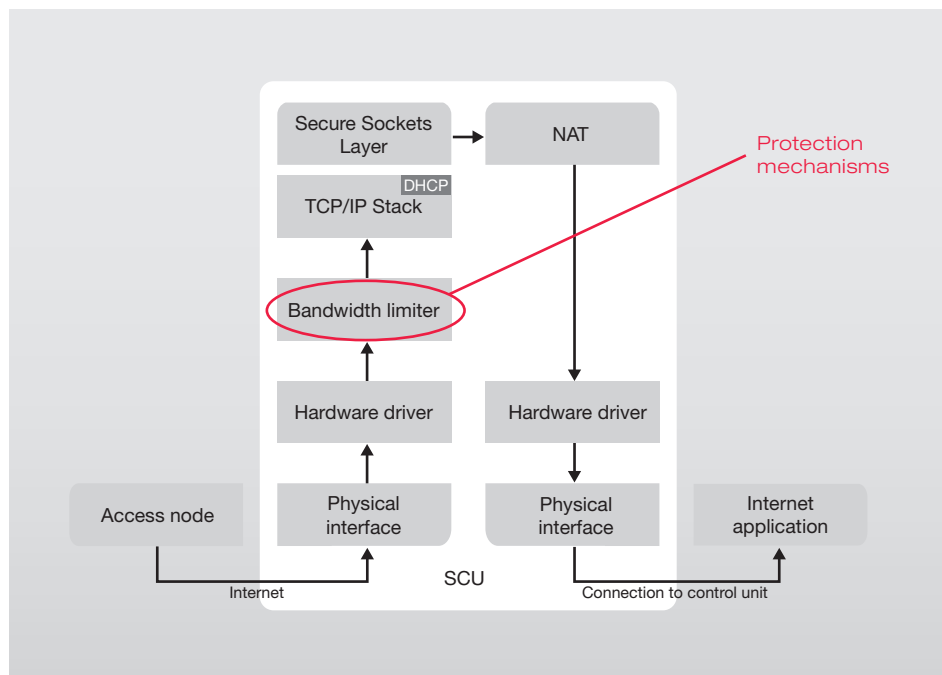 Secure Sockets
Layer
NAT
Protection
mechanisms
DHCP
TCP/IP Stack
Bandwidth limiter
Hardware driver
Hardware driver
Access node
Physical
interface
Physical
interface
Internet
application
SCU
Internet
Connection to control unit